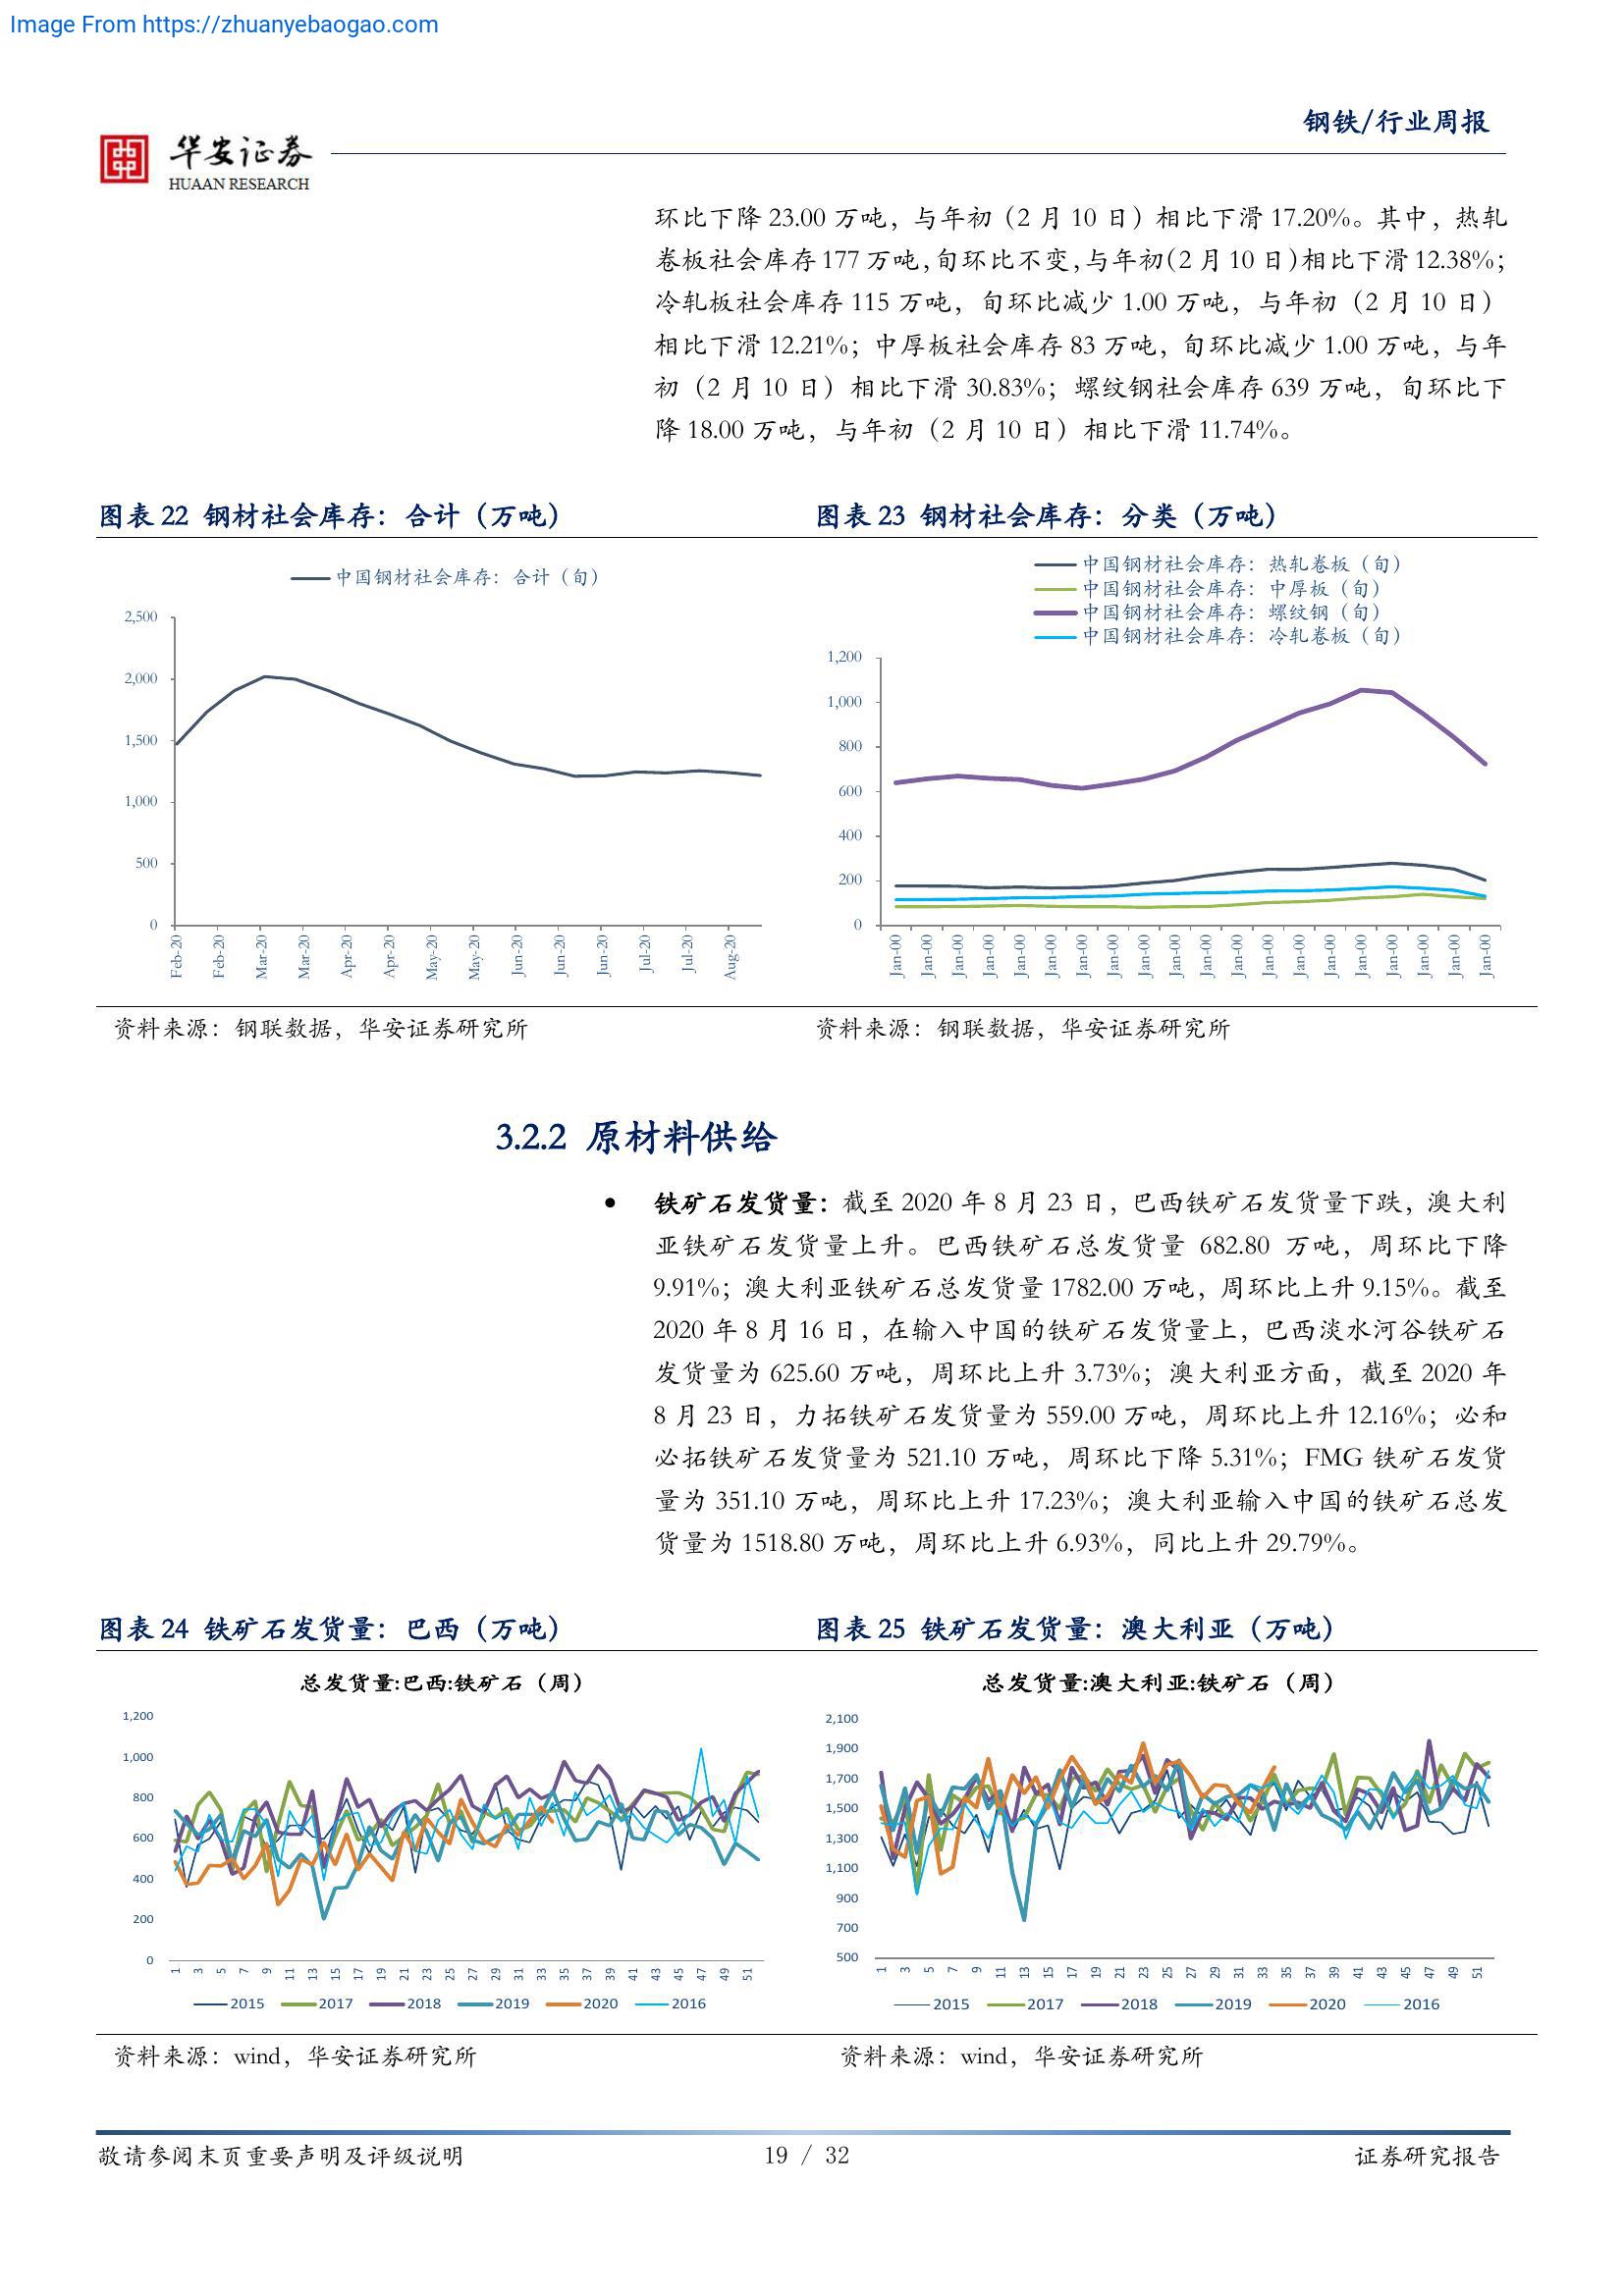 Image From https://zhuanyebaogao.com
钢铁/行业周报
华安证券
HUAAN RESEARCH
环比下降 23.00 万吨，与年初（2 月 10 日）相比下滑 17.20%。其中，热轧
卷板社会库存 177 万吨，旬环比不变，与年初（2 月 10 日）相比下滑 12.38%；
冷轧板社会库存 115 万吨，旬环比减少 1.00 万吨，与年初（2 月 10 日）
相比下滑 12.21%；中厚板社会库存 83 万吨，旬环比减少 1.00 万吨，与年
初（2 月 10 日）相比下滑 30.83%；螺纹钢社会库存 639 万吨，旬环比下
降 18.00 万吨，与年初（2 月 10 日）相比下滑 11.74%。
图表 22 钢材社会库存：合计（万吨）
中国钢材社会库存：合计（旬）
2,500
2,000
1,500
1,000
500
0
Feb-20 Feb-20 Mar-20 Mar-20 Apr-20 Apr-20 May-20 May-20 Jun-20 Jun-20 Jun-20 Jul-20 Jul-20 Aug-20
资料来源：钢联数据，华安证券研究所
图表 23 钢材社会库存：分类（万吨）
中国钢材社会库存：热轧卷板（旬）
中国钢材社会库存：中厚板（旬）
中国钢材社会库存：螺纹钢（旬）
中国钢材社会库存：冷轧卷板（旬）
1,200
1,000
800
600
400
200
0
Jan-00 Jan-00 Jan-00 Jan-00 Jan-00 Jan-00 Jan-00 Jan-00 Jan-00 Jan-00 Jan-00 Jan-00 Jan-00 Jan-00 Jan-00 Jan-00 Jan-00 Jan-00 Jan-00 Jan-00
资料来源：钢联数据，华安证券研究所
3.2.2 原材料供给
• 铁矿石发货量：截至 2020 年 8 月 23 日，巴西铁矿石发货量下跌，澳大利
亚铁矿石发货量上升。巴西铁矿石总发货量 682.80 万吨，周环比下降
9.91%；澳大利亚铁矿石总发货量 1782.00 万吨，周环比上升 9.15%。截至
2020 年 8 月 16 日，在输入中国的铁矿石发货量上，巴西淡水河谷铁矿石
发货量为 625.60 万吨，周环比上升 3.73%；澳大利亚方面，截至 2020 年
8 月 23 日，力拓铁矿石发货量为 559.00 万吨，周环比上升 12.16%；必和
必拓铁矿石发货量为 521.10 万吨，周环比下降 5.31%；FMG 铁矿石发货
量为 351.10 万吨，周环比上升 17.23%；澳大利亚输入中国的铁矿石总发
货量为 1518.80 万吨，周环比上升 6.93%，同比上升 29.79%。
图表 24 铁矿石发货量：巴西（万吨）
总发货量:巴西:铁矿石（周）
1,200
1,000
800
600
400
200
0
1 3 5 7 9 11 13 15 17 19 21 23 25 27 29 31 33 35 37 39 41 43 45 47 49 51
2015 2017 2018 2019 2020 2016
资料来源：wind，华安证券研究所
图表 25 铁矿石发货量：澳大利亚（万吨）
总发货量:澳大利亚:铁矿石（周）
2,100
1,900
1,700
1,500
1,300
1,100
900
700
500
1 3 5 7 9 11 13 15 17 19 21 23 25 27 29 31 33 35 37 39 41 43 45 47 49 51
2015 2017 2018 2019 2020 2016
资料来源：wind，华安证券研究所
敬请参阅末页重要声明及评级说明
19 / 32
证券研究报告